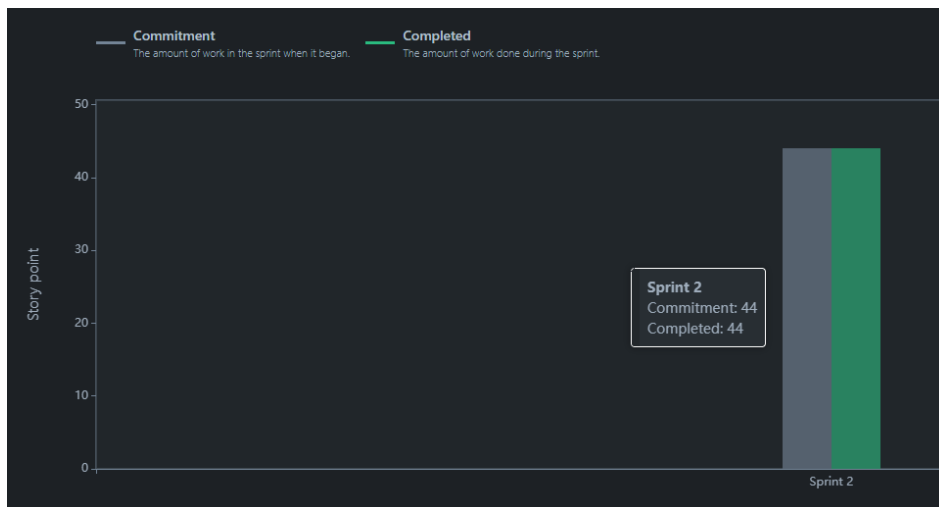 Commitment
The amount of work in the sprint when it began.
Completed
The amount of work done during the sprint.
50
40
30
20
10
0
Story point
Sprint 2
Commitment: 44
Completed: 44
Sprint 2